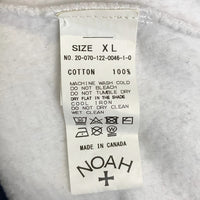 SIZE XL
NO. 20-070-122-0046-1-0
COTTON 100%
MACHINE WASH COLD
DO NOT BLEACH
DO NOT TUMBLE DRY
DRY FLAT IN THE SHADE
COOL IRON
DO NOT DRY CLEAN
WET CLEAN
MADE IN CANADA
NOAH